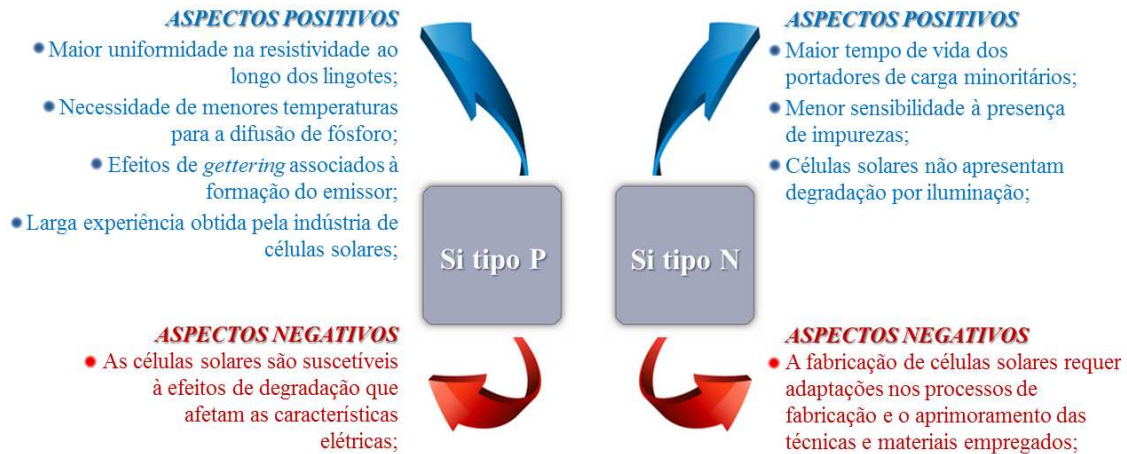 ASPECTOS POSITIVOS
• Maior uniformidade na resistividade ao
longo dos lingotes;
• Necessidade de menores temperaturas
para a difusão de fósforo;
• Efeitos de gettering associados à
formação do emissor;
• Larga experiência obtida pela indústria de
células solares;
Si tipo P
ASPECTOS NEGATIVOS
• As células solares são suscetíveis
à efeitos de degradação que
afetam as características
elétricas;
ASPECTOS POSITIVOS
• Maior tempo de vida dos
portadores de carga minoritários;
• Menor sensibilidade à presença
de impurezas;
• Células solares não apresentam
degradação por iluminação;
Si tipo N
ASPECTOS NEGATIVOS
• A fabricação de células solares requer
adaptações nos processos de
fabricação e o aprimoramento das
técnicas e materiais empregados;